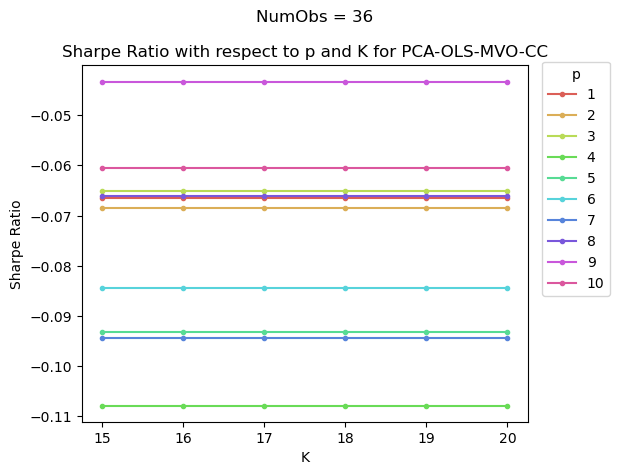 NumObs = 36
Sharpe Ratio with respect to p and K for PCA-OLS-MVO-CC
p
1
2
3
4
5
6
7
8
9
10
−0.05
−0.06
−0.07
−0.08
−0.09
−0.10
−0.11
Sharpe Ratio
15 16 17 18 19 20
K